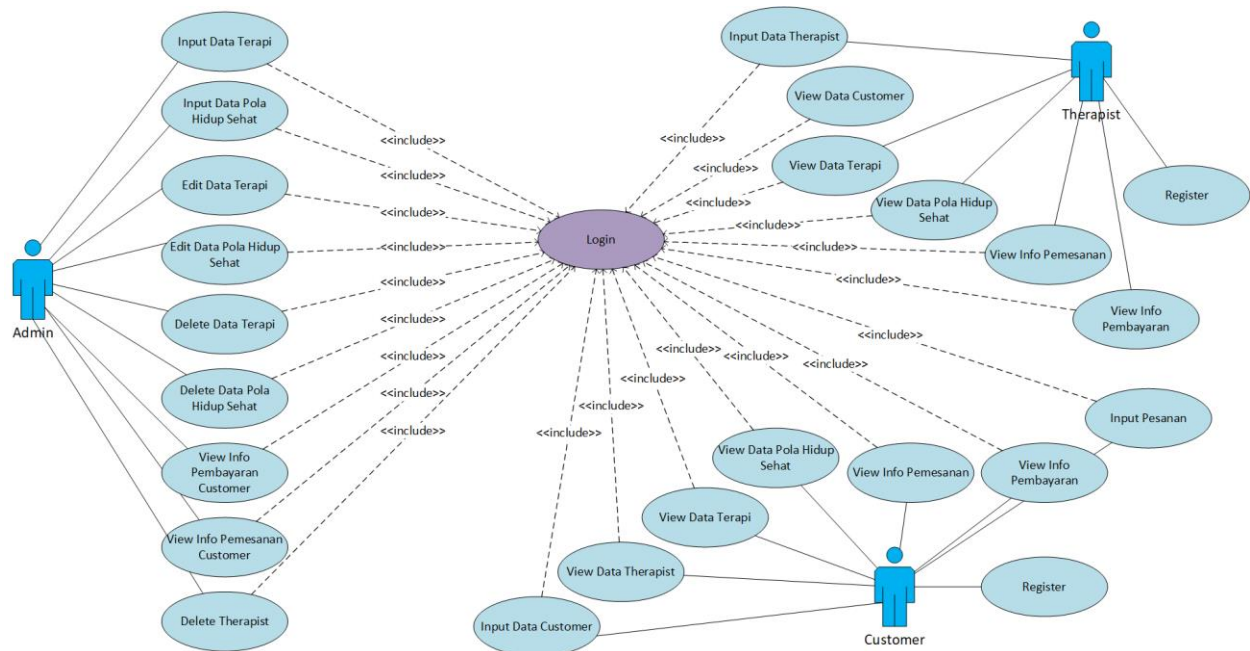 Input Data Terapi
Input Data Pola
Hidup Sehat
Edit Data Terapi
Edit Data Pola Hidup
Sehat
Delete Data Terapi
Delete Data Pola
Hidup Sehat
View Info
Pembayaran
Customer
View Info Pemesanan
Customer
Delete Therapist
Admin
<<include>>
<<include>>
<<include>>
<<include>>
<<include>>
<<include>>
<<include>>
<<include>>
<<include>>
Login
Input Data Therapist
View Data Customer
View Data Terapi
View Data Pola Hidup
Sehat
View Info Pemesanan
View Info
Pembayaran
Register
Therapist
<<include>>
<<include>>
<<include>>
<<include>>
<<include>>
<<include>>
<<include>>
<<include>>
<<include>>
<<include>>
<<include>>
<<include>>
<<include>>
Input Pesanan
View Info
Pembayaran
View Info Pemesanan
View Data Pola Hidup
Sehat
View Data Terapi
View Data Therapist
Input Data Customer
Register
Customer